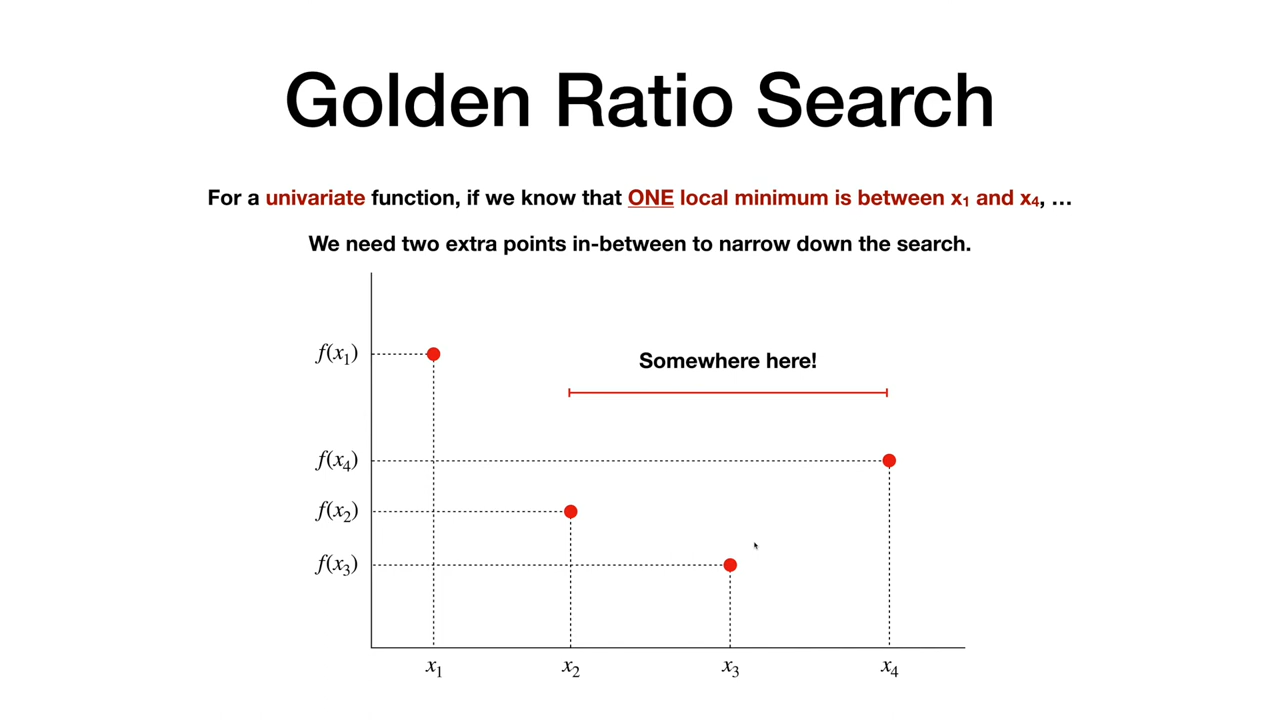 Golden Ratio Search
For a univariate function, if we know that ONE local minimum is between x₁ and x₄, …
We need two extra points in-between to narrow down the search.
f(x₁)
Somewhere here!
f(x₄)
f(x₂)
f(x₃)
x₁ x₂ x₃ x₄